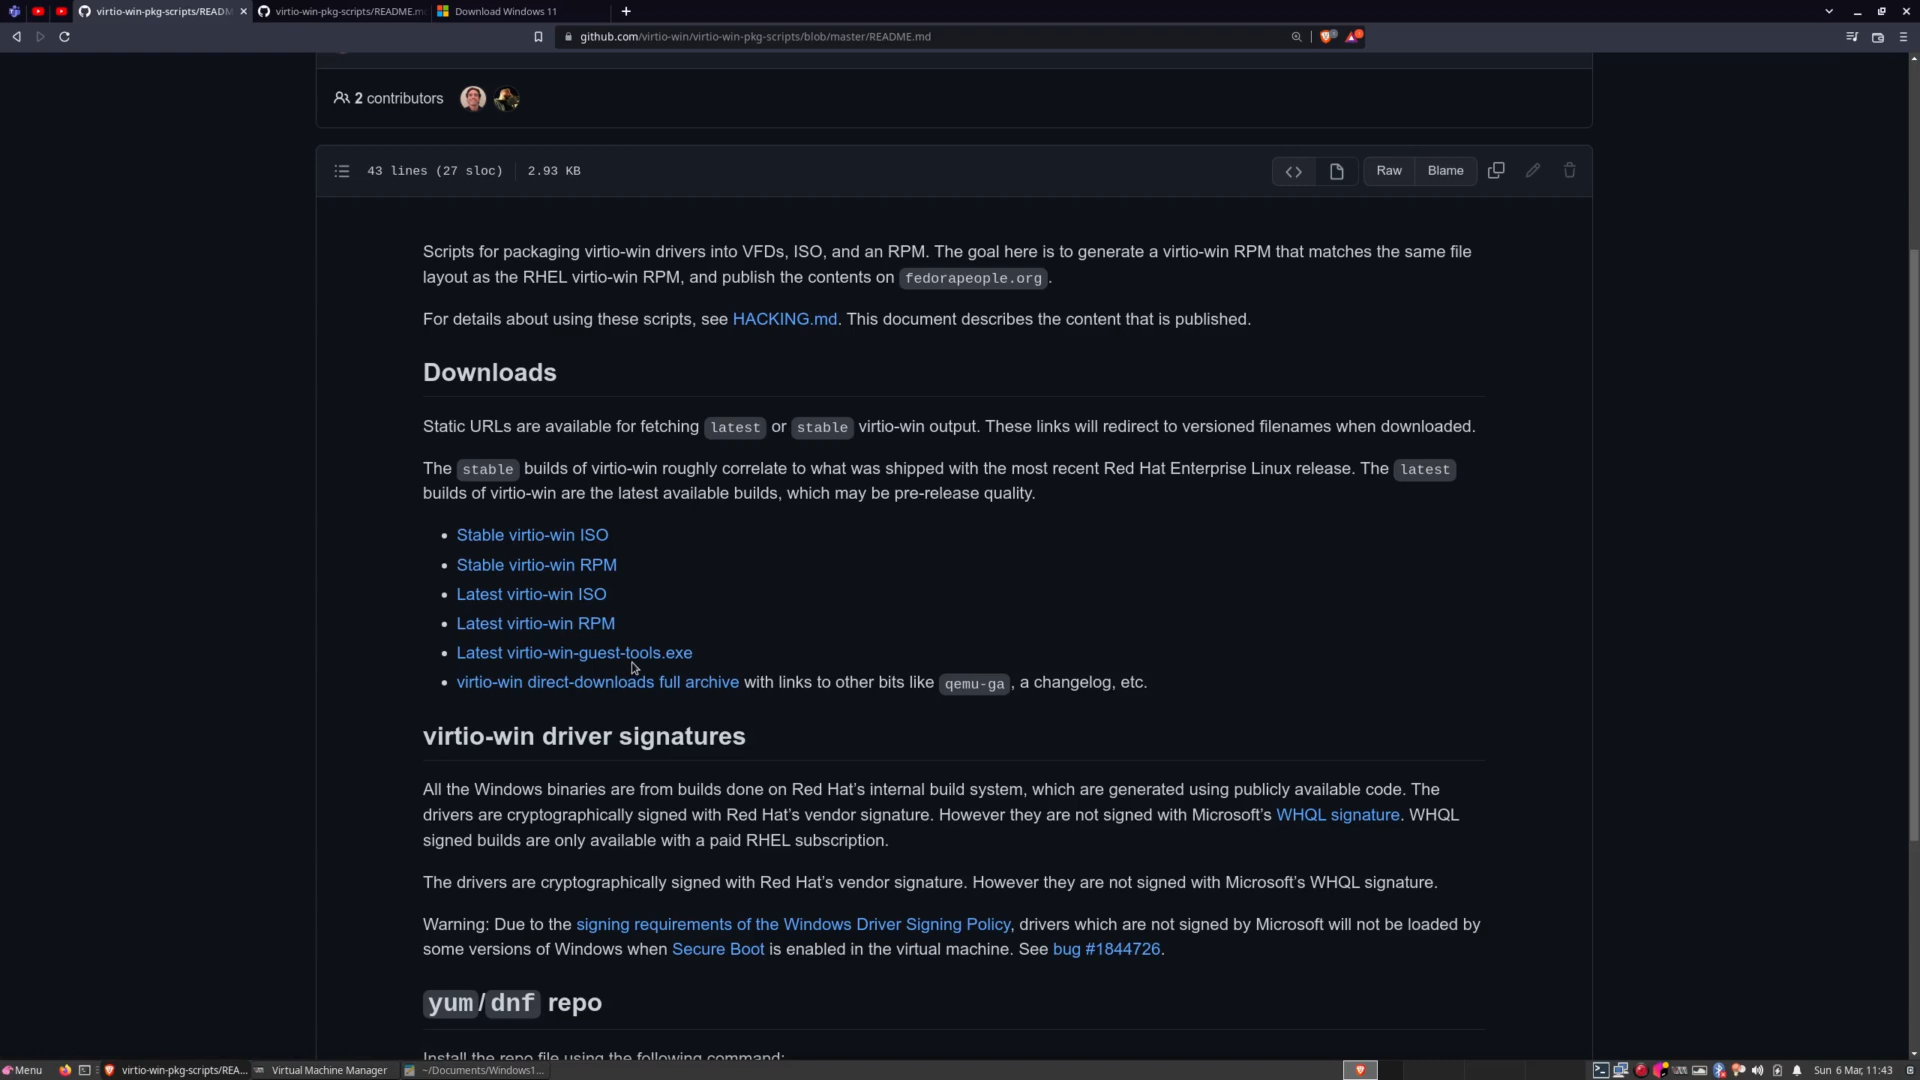 virtio-win-pkg-scripts/READM
virtio-win-pkg-scripts/README.m
Download Windows 11
github.com/virtio-win/virtio-win-pkg-scripts/blob/master/README.md
2 contributors
43 lines (27 sloc)
2.93 KB
Raw
Blame
Scripts for packaging virtio-win drivers into VFDs, ISO, and an RPM. The goal here is to generate a virtio-win RPM that matches the same file
layout as the RHEL virtio-win RPM, and publish the contents on fedorapeople.org.
For details about using these scripts, see HACKING.md. This document describes the content that is published.
Downloads
Static URLs are available for fetching latest or stable virtio-win output. These links will redirect to versioned filenames when downloaded.
The stable builds of virtio-win roughly correlate to what was shipped with the most recent Red Hat Enterprise Linux release. The latest
builds of virtio-win are the latest available builds, which may be pre-release quality.
• Stable virtio-win ISO
• Stable virtio-win RPM
• Latest virtio-win ISO
• Latest virtio-win RPM
• Latest virtio-win-guest-tools.exe
• virtio-win direct-downloads full archive with links to other bits like qemu-ga, a changelog, etc.
virtio-win driver signatures
All the Windows binaries are from builds done on Red Hat's internal build system, which are generated using publicly available code. The
drivers are cryptographically signed with Red Hat's vendor signature. However they are not signed with Microsoft's WHQL signature. WHQL
signed builds are only available with a paid RHEL subscription.
The drivers are cryptographically signed with Red Hat's vendor signature. However they are not signed with Microsoft's WHQL signature.
Warning: Due to the signing requirements of the Windows Driver Signing Policy, drivers which are not signed by Microsoft will not be loaded by
some versions of Windows when Secure Boot is enabled in the virtual machine. See bug #1844726.
yum/dnf repo
Install the repo file using the following command:
Menu
virtio-win-pkg-scripts/REA...
Virtual Machine Manager
~/Documents/Windows1...
Sun 6 Mar, 11:43